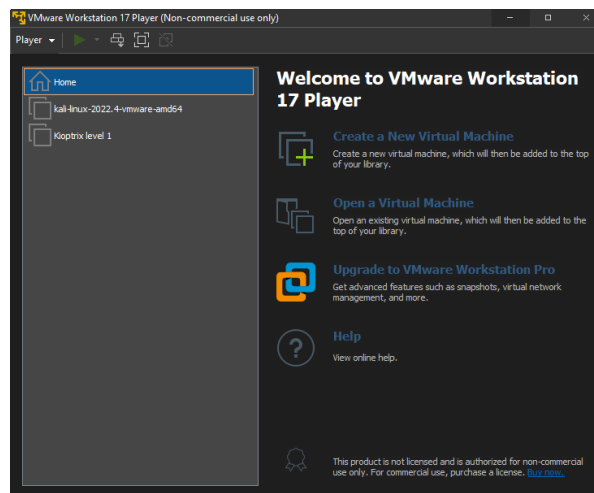 VMware Workstation 17 Player (Non-commercial use only)
Player
Home
kali-linux-2022.4-vmware-amd64
Kioptrix level 1
Welcome to VMware Workstation
17 Player
Create a New Virtual Machine
Create a new virtual machine, which will then be added to the top
of your library.
Open a Virtual Machine
Open an existing virtual machine, which will then be added to the
top of your library.
Upgrade to VMware Workstation Pro
Get advanced features such as snapshots, virtual network
management, and more.
Help
View online help.
This product is not licensed and is authorized for non-commercial
use only. For commercial use, purchase a license. Buy now.